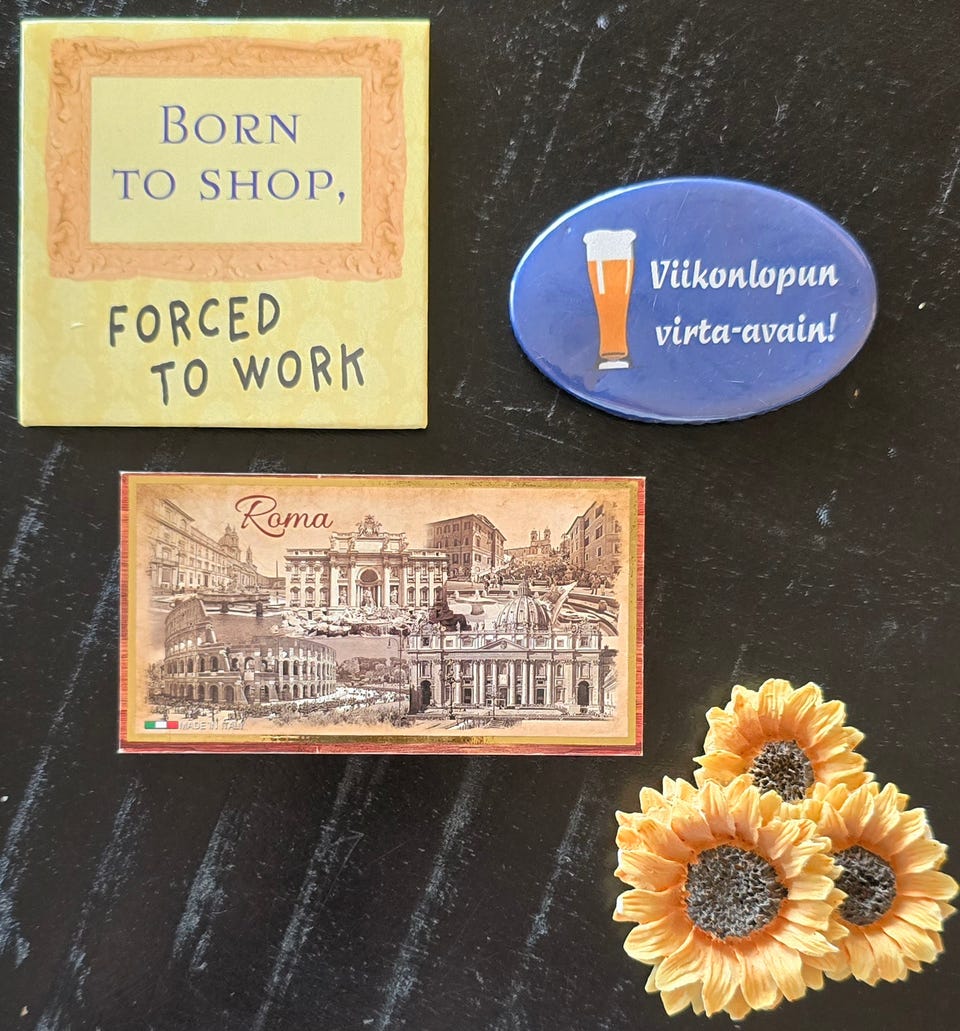 BORN
TO SHOP,
FORCED
TO WORK
Viikonlopun
virta-avain!
Roma
MADE IN ITALY